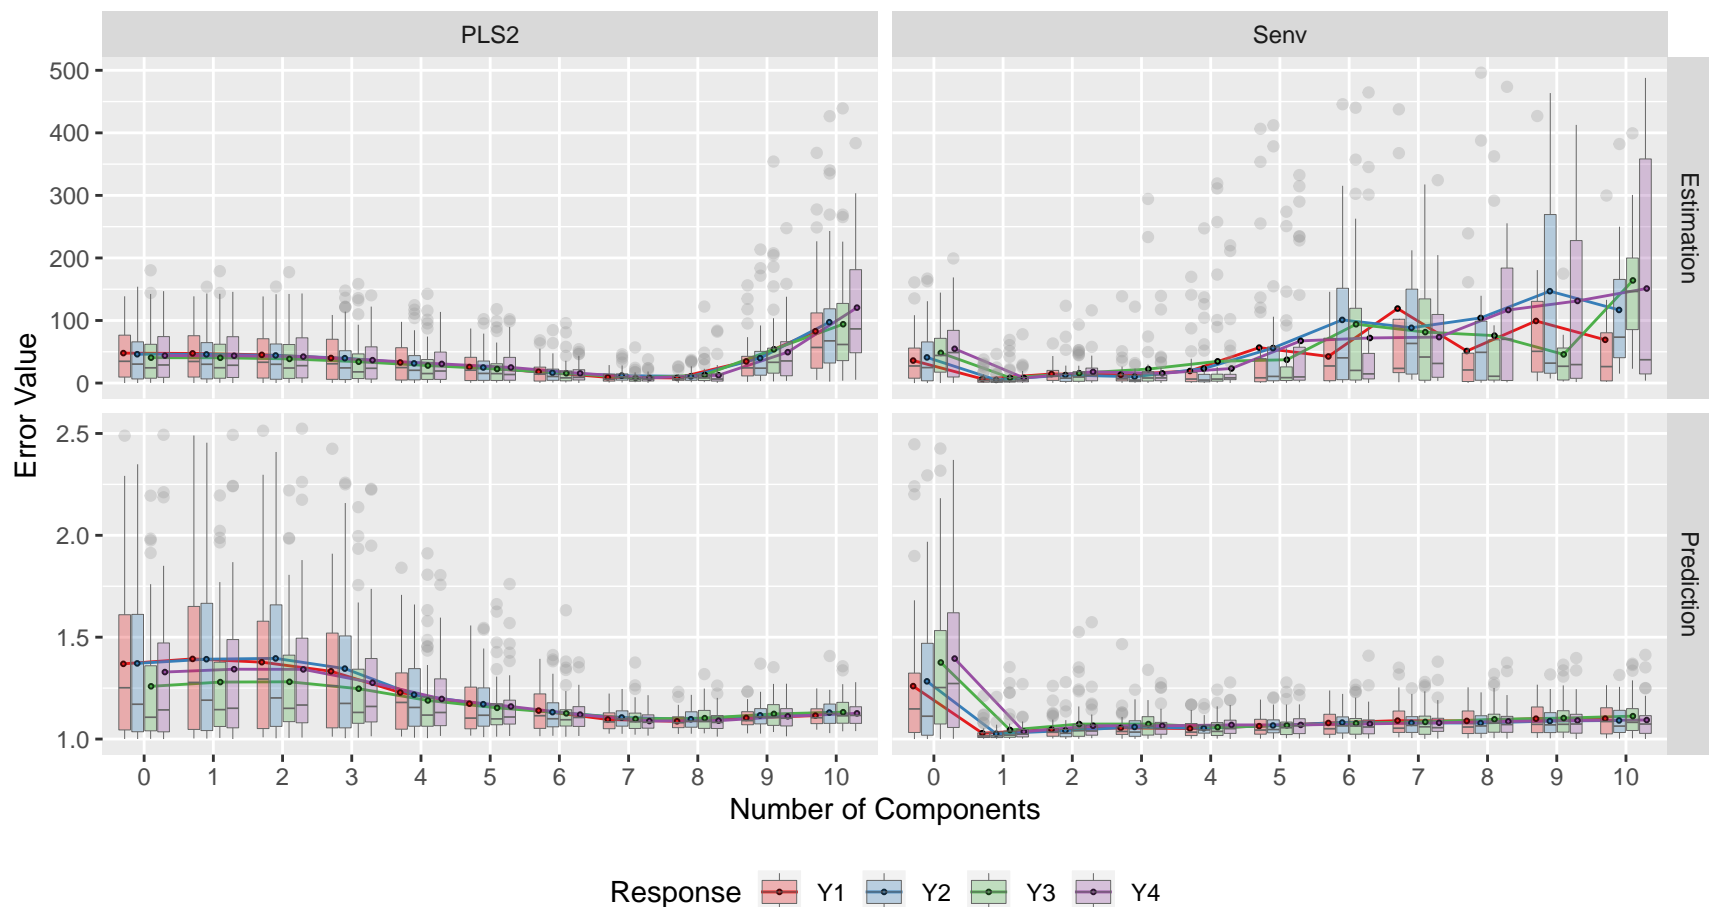 PLS2 Senv
500
400
300
200
100
0
Estimation
2.5
2.0
1.5
1.0
Prediction
Error Value
0 1 2 3 4 5 6 7 8 9 10 0 1 2 3 4 5 6 7 8 9 10
Number of Components
Response Y1 Y2 Y3 Y4